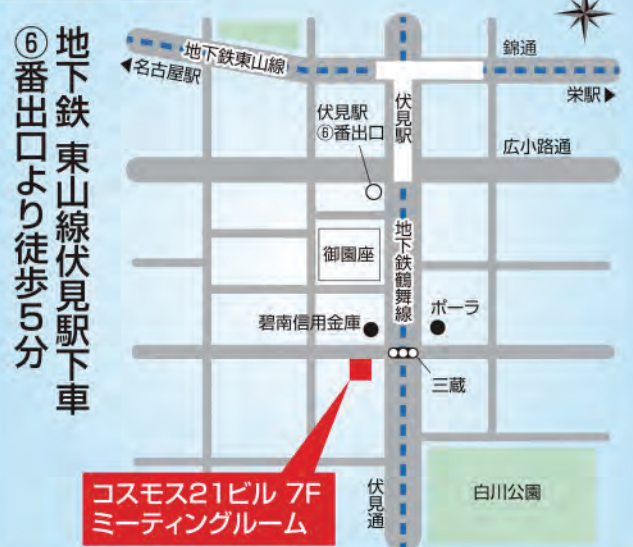 地下鉄 東山線伏見駅下車
⑥番出口より徒歩5分
地下鉄東山線
◀名古屋駅
錦通
栄駅▶
伏見駅
⑥番出口
伏見駅
広小路通
御園座
地下鉄鶴舞線
碧南信用金庫
ポーラ
三蔵
コスモス21ビル 7F
ミーティングルーム
伏見通
白川公園